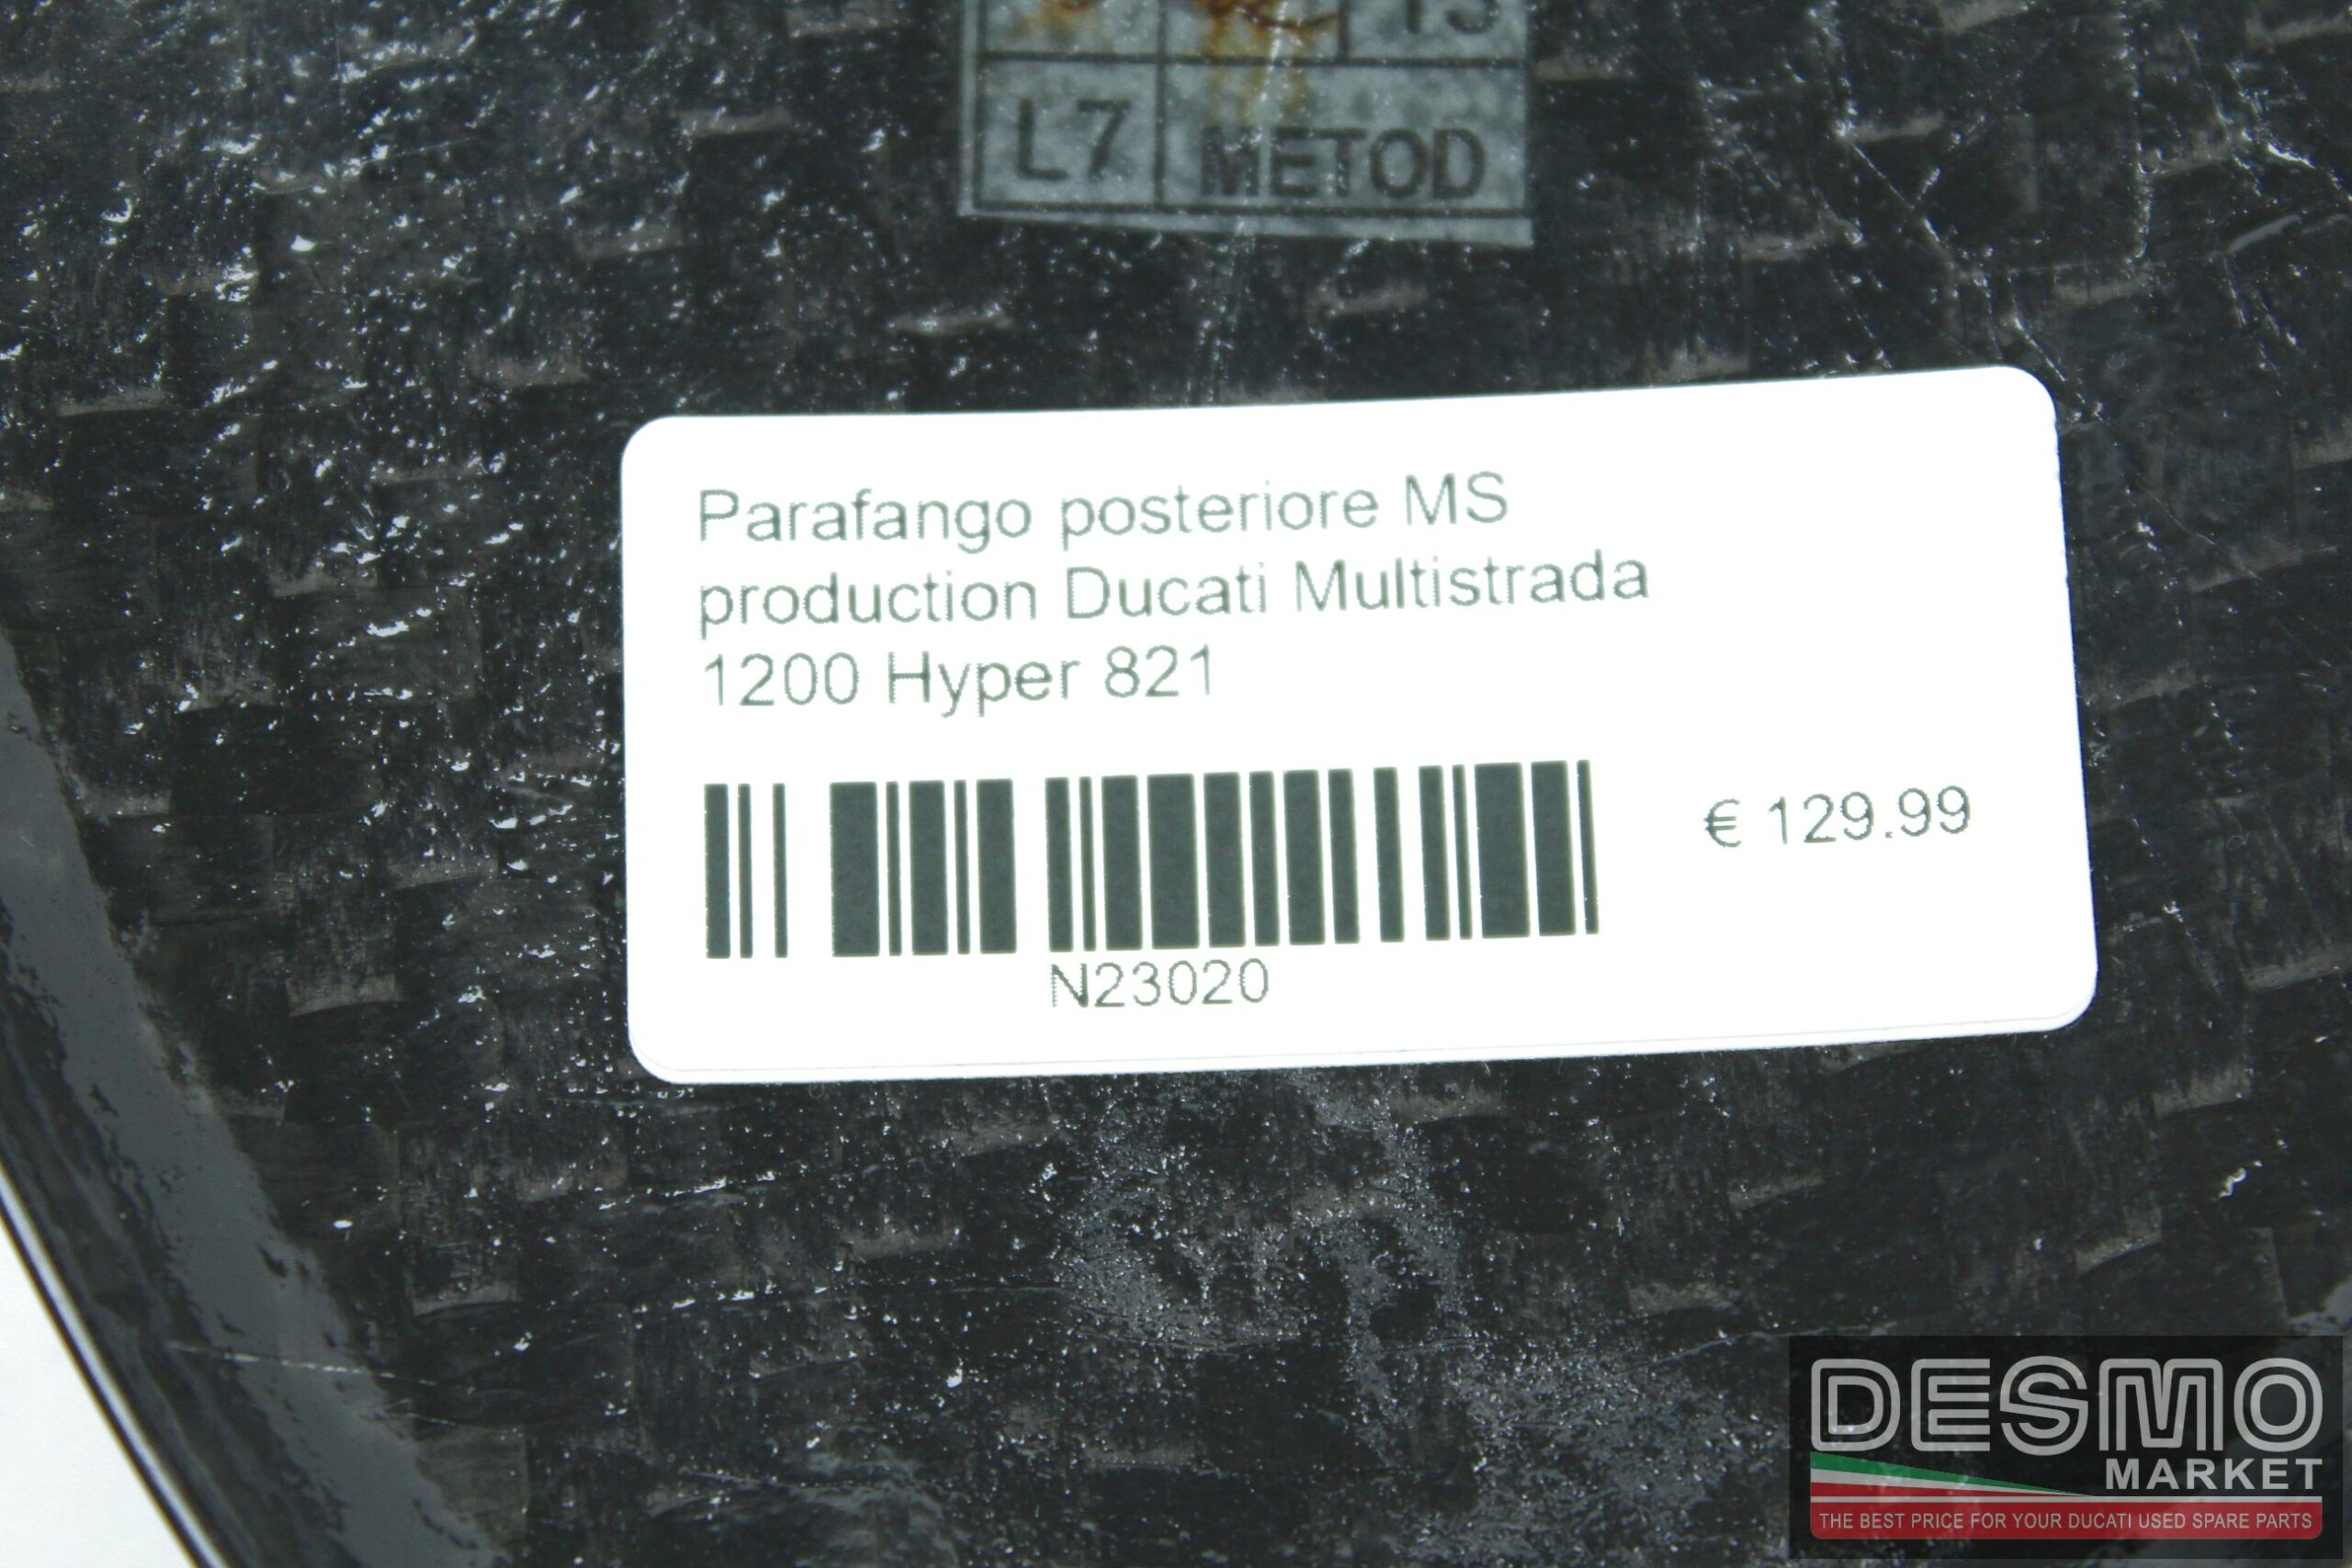 L7 METOD
Parafango posteriore MS
production Ducati Multistrada
1200 Hyper 821
€ 129.99
N23020
DESMO
MARKET
THE BEST PRICE FOR YOUR DUCATI USED SPARE PARTS